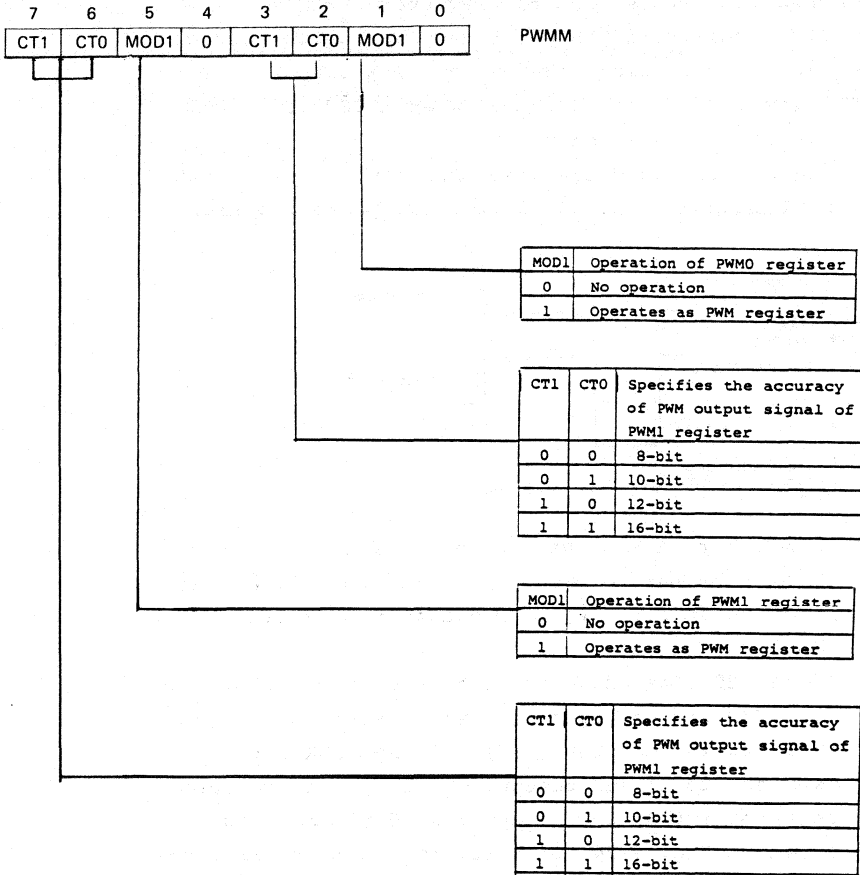 7 6 5 4 3 2 1 0
CT1 CT0 MOD1 0 CT1 CT0 MOD1 0 PWMM
MOD1 Operation of PWM0 register
0 No operation
1 Operates as PWM register
CT1 CT0 Specifies the accuracy
of PWM output signal of
PWM1 register
0 0 8-bit
0 1 10-bit
1 0 12-bit
1 1 16-bit
MOD1 Operation of PWM1 register
0 No operation
1 Operates as PWM register
CT1 CT0 Specifies the accuracy
of PWM output signal of
PWM1 register
0 0 8-bit
0 1 10-bit
1 0 12-bit
1 1 16-bit